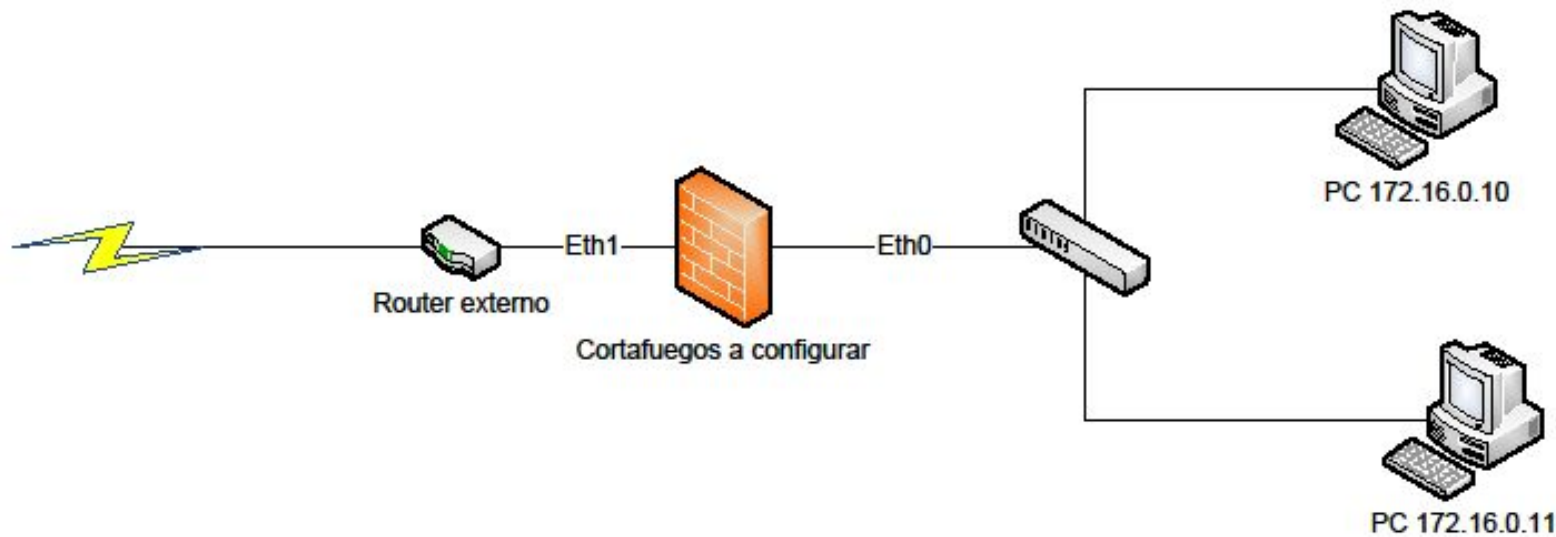 PC 172.16.0.10
Eth1
Eth0
Router externo
Cortafuegos a configurar
PC 172.16.0.11